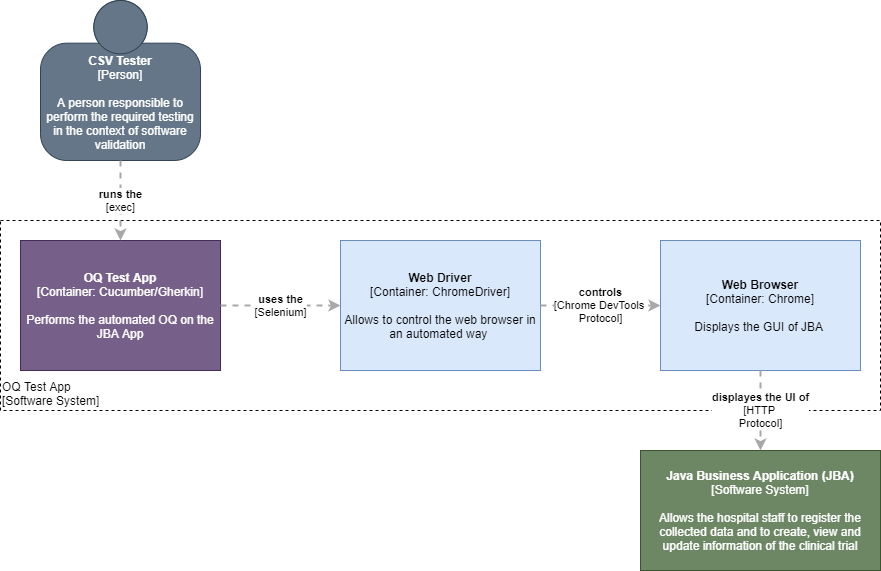 CSV Tester
[Person]
A person responsible to
perform the required testing
in the context of software
validation
runs the
[exec]
OQ Test App
[Container: Cucumber/Gherkin]
Performs the automated OQ on the
JBA App
uses the
[Selenium]
Web Driver
[Container: ChromeDriver]
Allows to control the web browser in
an automated way
controls
[Chrome DevTools
Protocol]
Web Browser
[Container: Chrome]
Displays the GUI of JBA
OQ Test App
[Software System]
displayes the UI of
[HTTP
Protocol]
Java Business Application (JBA)
[Software System]
Allows the hospital staff to register the
collected data and to create, view and
update information of the clinical trial